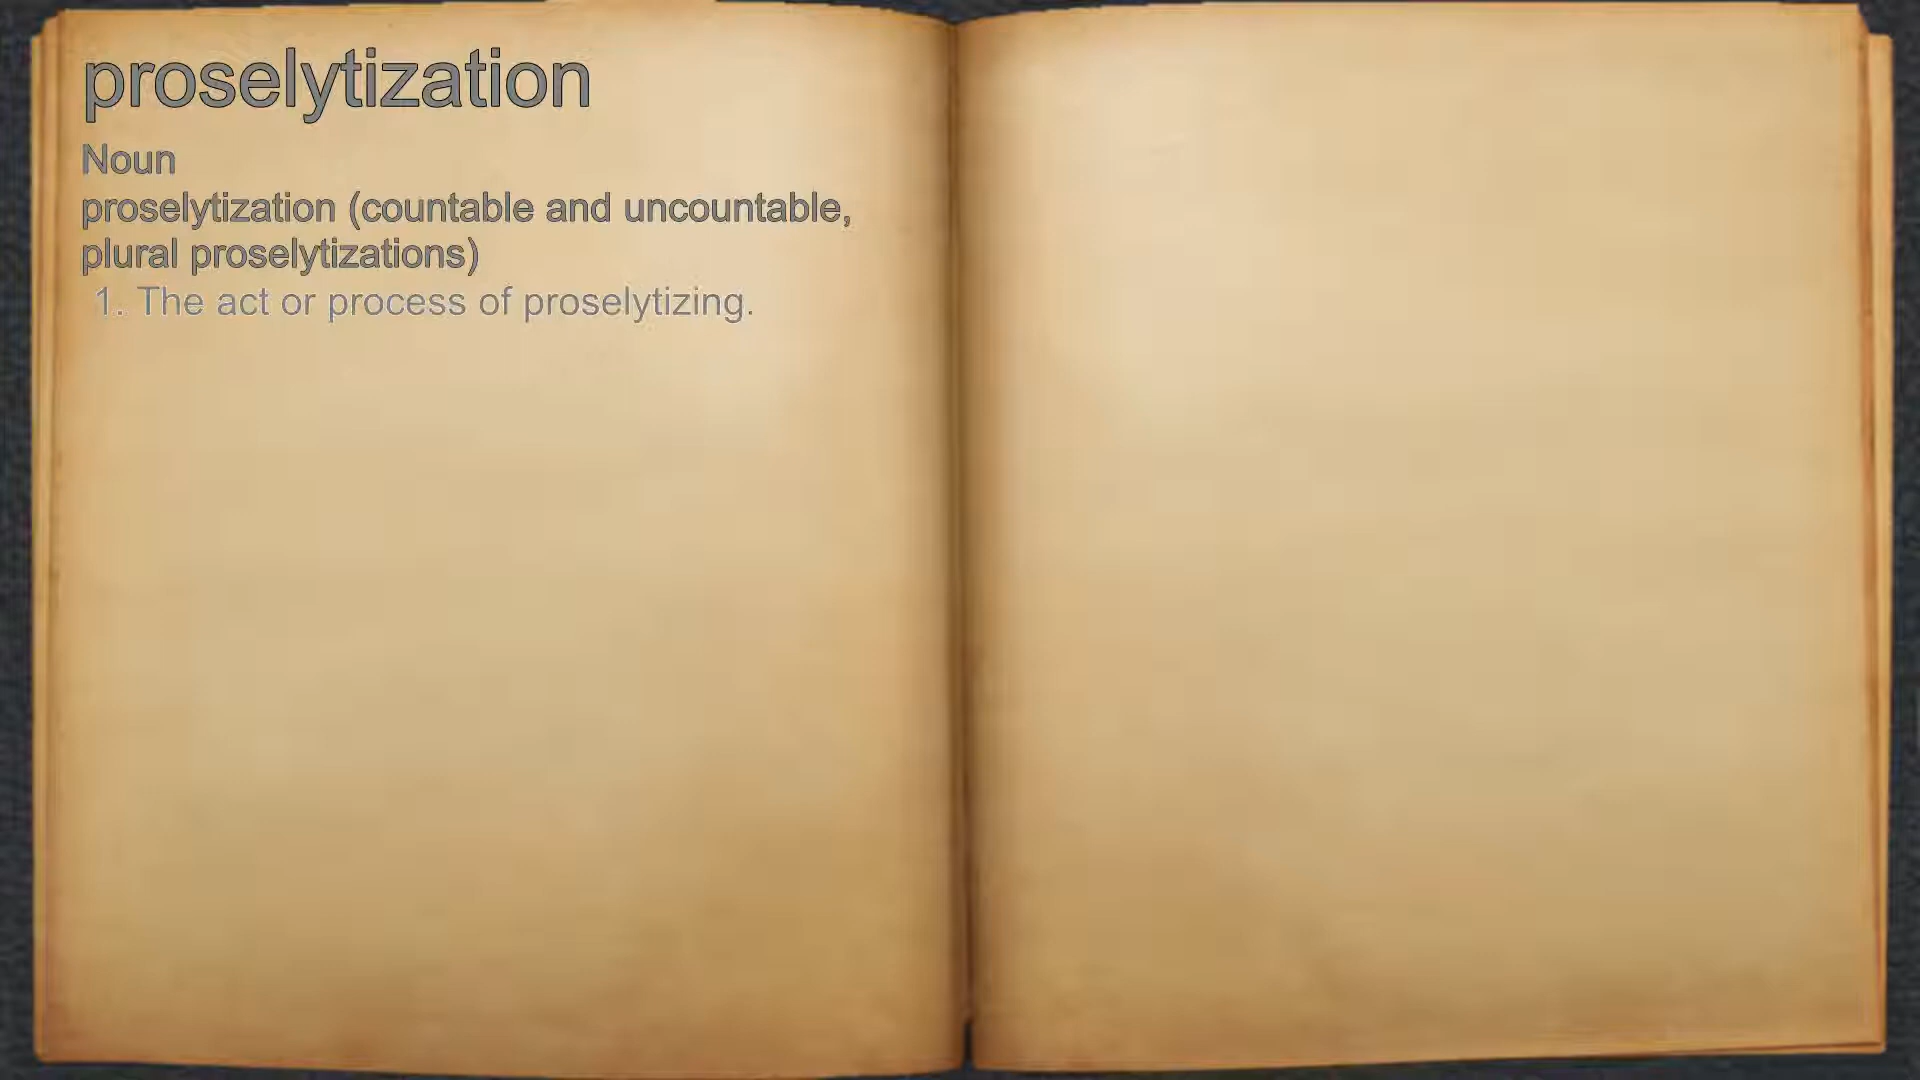 proselytization
Noun
proselytization (countable and uncountable,
plural proselytizations)
1. The act or process of proselytizing.